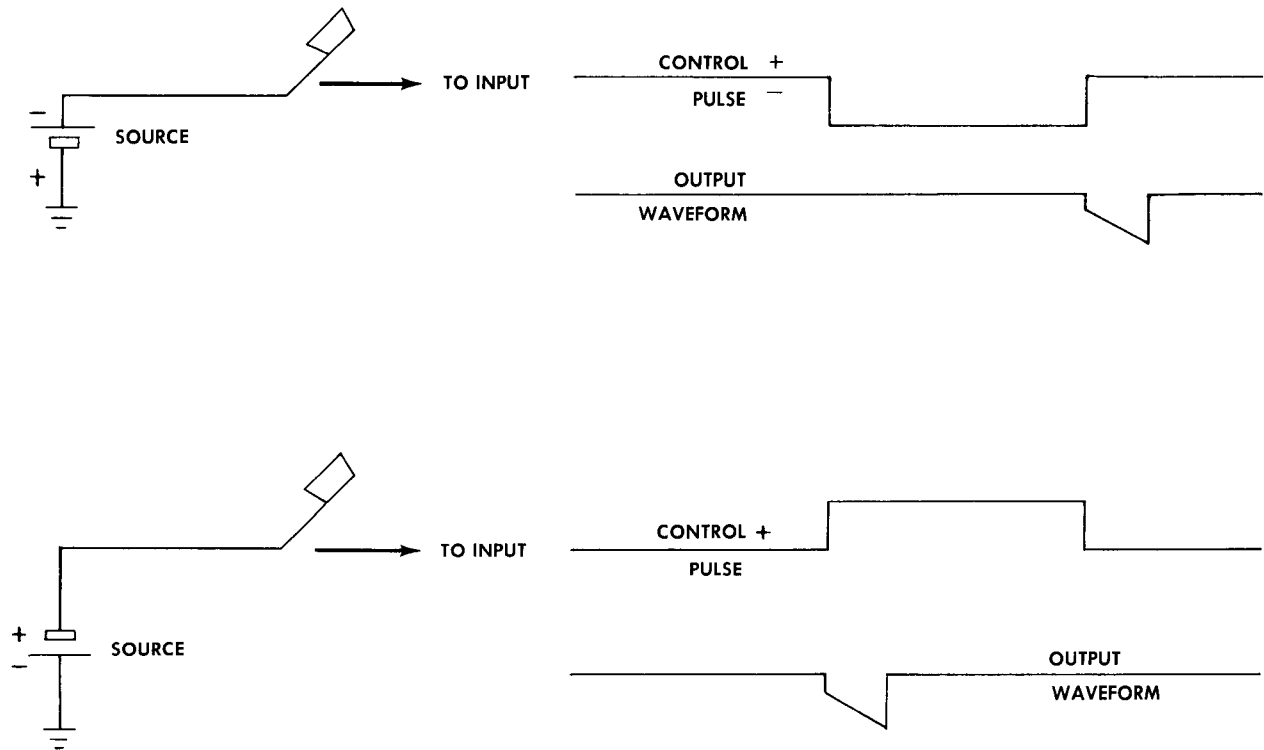 CONTROL +
TO INPUT
PULSE −
−
SOURCE
+
OUTPUT
WAVEFORM
CONTROL +
TO INPUT
PULSE
+
SOURCE
−
OUTPUT
WAVEFORM